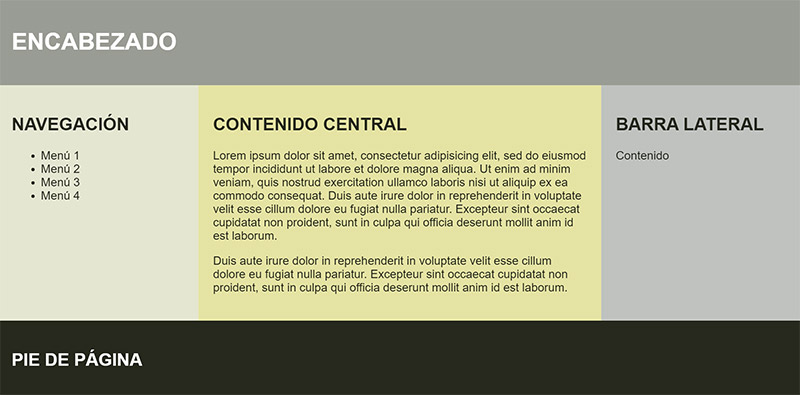 ENCABEZADO
NAVEGACIÓN
Menú 1
Menú 2
Menú 3
Menú 4
CONTENIDO CENTRAL
Lorem ipsum dolor sit amet, consectetur adipisicing elit, sed do eiusmod
tempor incididunt ut labore et dolore magna aliqua. Ut enim ad minim
veniam, quis nostrud exercitation ullamco laboris nisi ut aliquip ex ea
commodo consequat. Duis aute irure dolor in reprehenderit in voluptate
velit esse cillum dolore eu fugiat nulla pariatur. Excepteur sint occaecat
cupidatat non proident, sunt in culpa qui officia deserunt mollit anim id
est laborum.
Duis aute irure dolor in reprehenderit in voluptate velit esse cillum
dolore eu fugiat nulla pariatur. Excepteur sint occaecat cupidatat non
proident, sunt in culpa qui officia deserunt mollit anim id est laborum.
BARRA LATERAL
Contenido
PIE DE PÁGINA